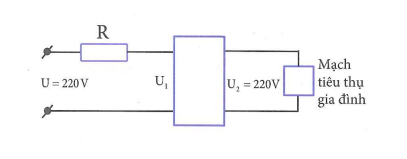 R
U = 220 V
U₁
U₂ = 220V
Mạch
tiêu thụ
gia đình